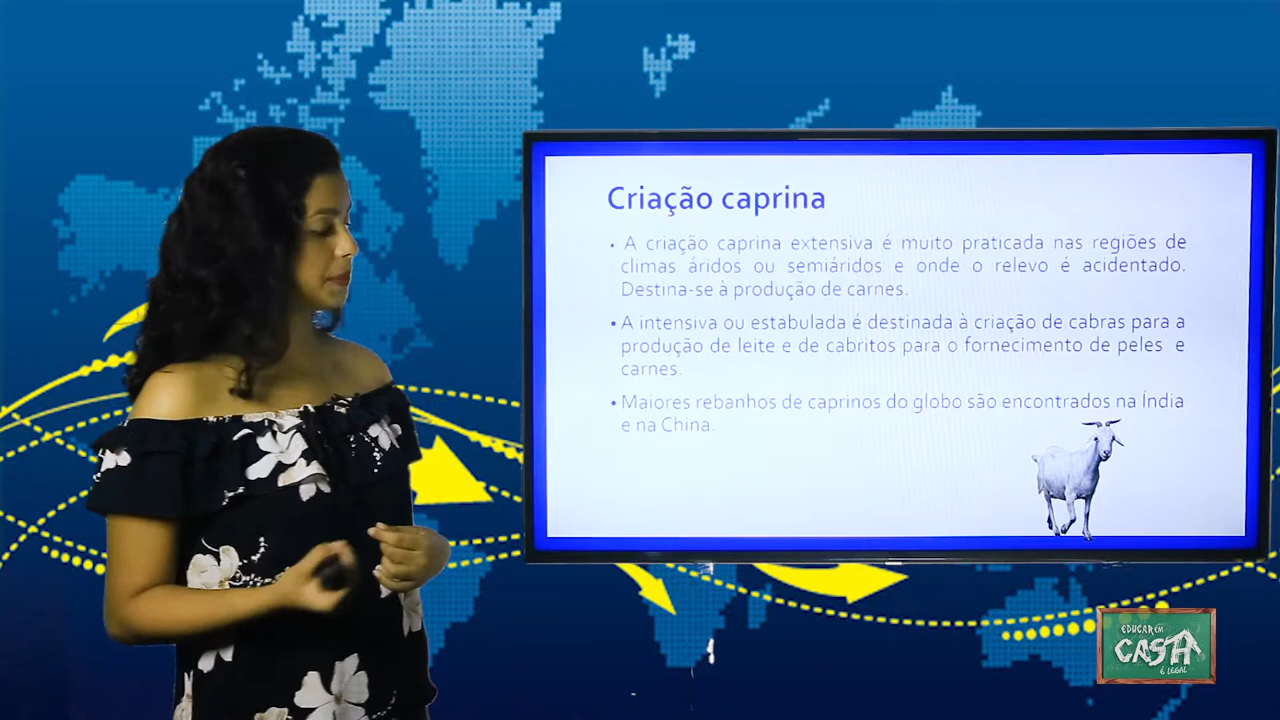 Criação caprina
• A criação caprina extensiva é muito praticada nas regiões de
climas áridos ou semiáridos e onde o relevo é acidentado.
Destina-se à produção de carnes.
• A intensiva ou estabulada é destinada à criação de cabras para a
produção de leite e de cabritos para o fornecimento de peles e
carnes.
• Maiores rebanhos de caprinos do globo são encontrados na Índia
e na China.
EDUCAR EM
CASA
É LEGAL